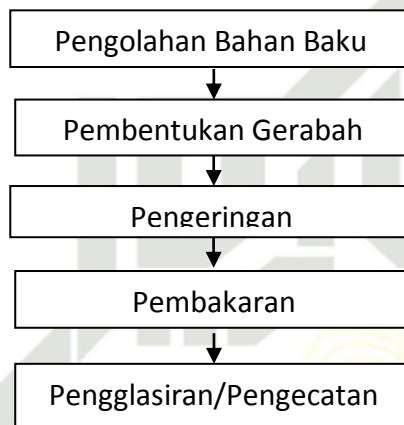 Pengolahan Bahan Baku
Pembentukan Gerabah
Pengeringan
Pembakaran
Pengglasiran/Pengecatan